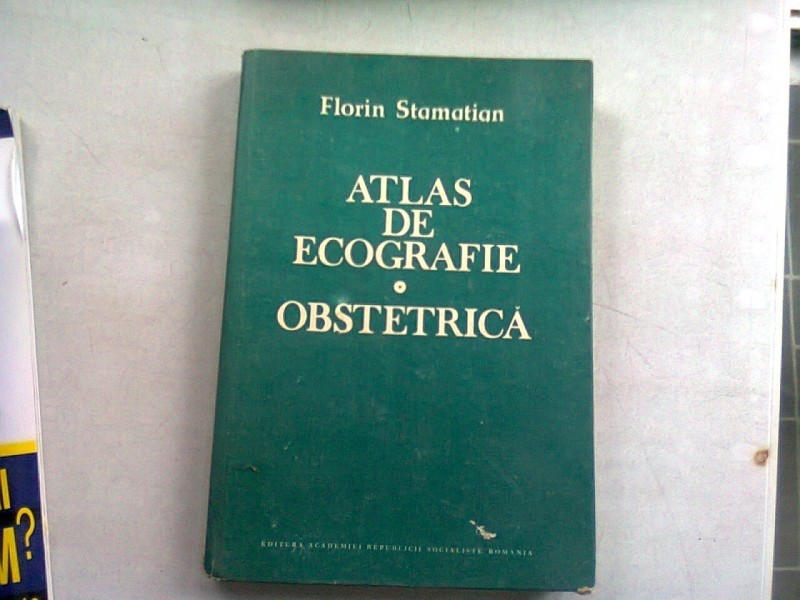 Florin Stamatian
ATLAS
DE
ECOGRAFIE
OBSTETRICĂ
EDITURA ACADEMIEI REPUBLICII SOCIALISTE ROMÂNIA
?